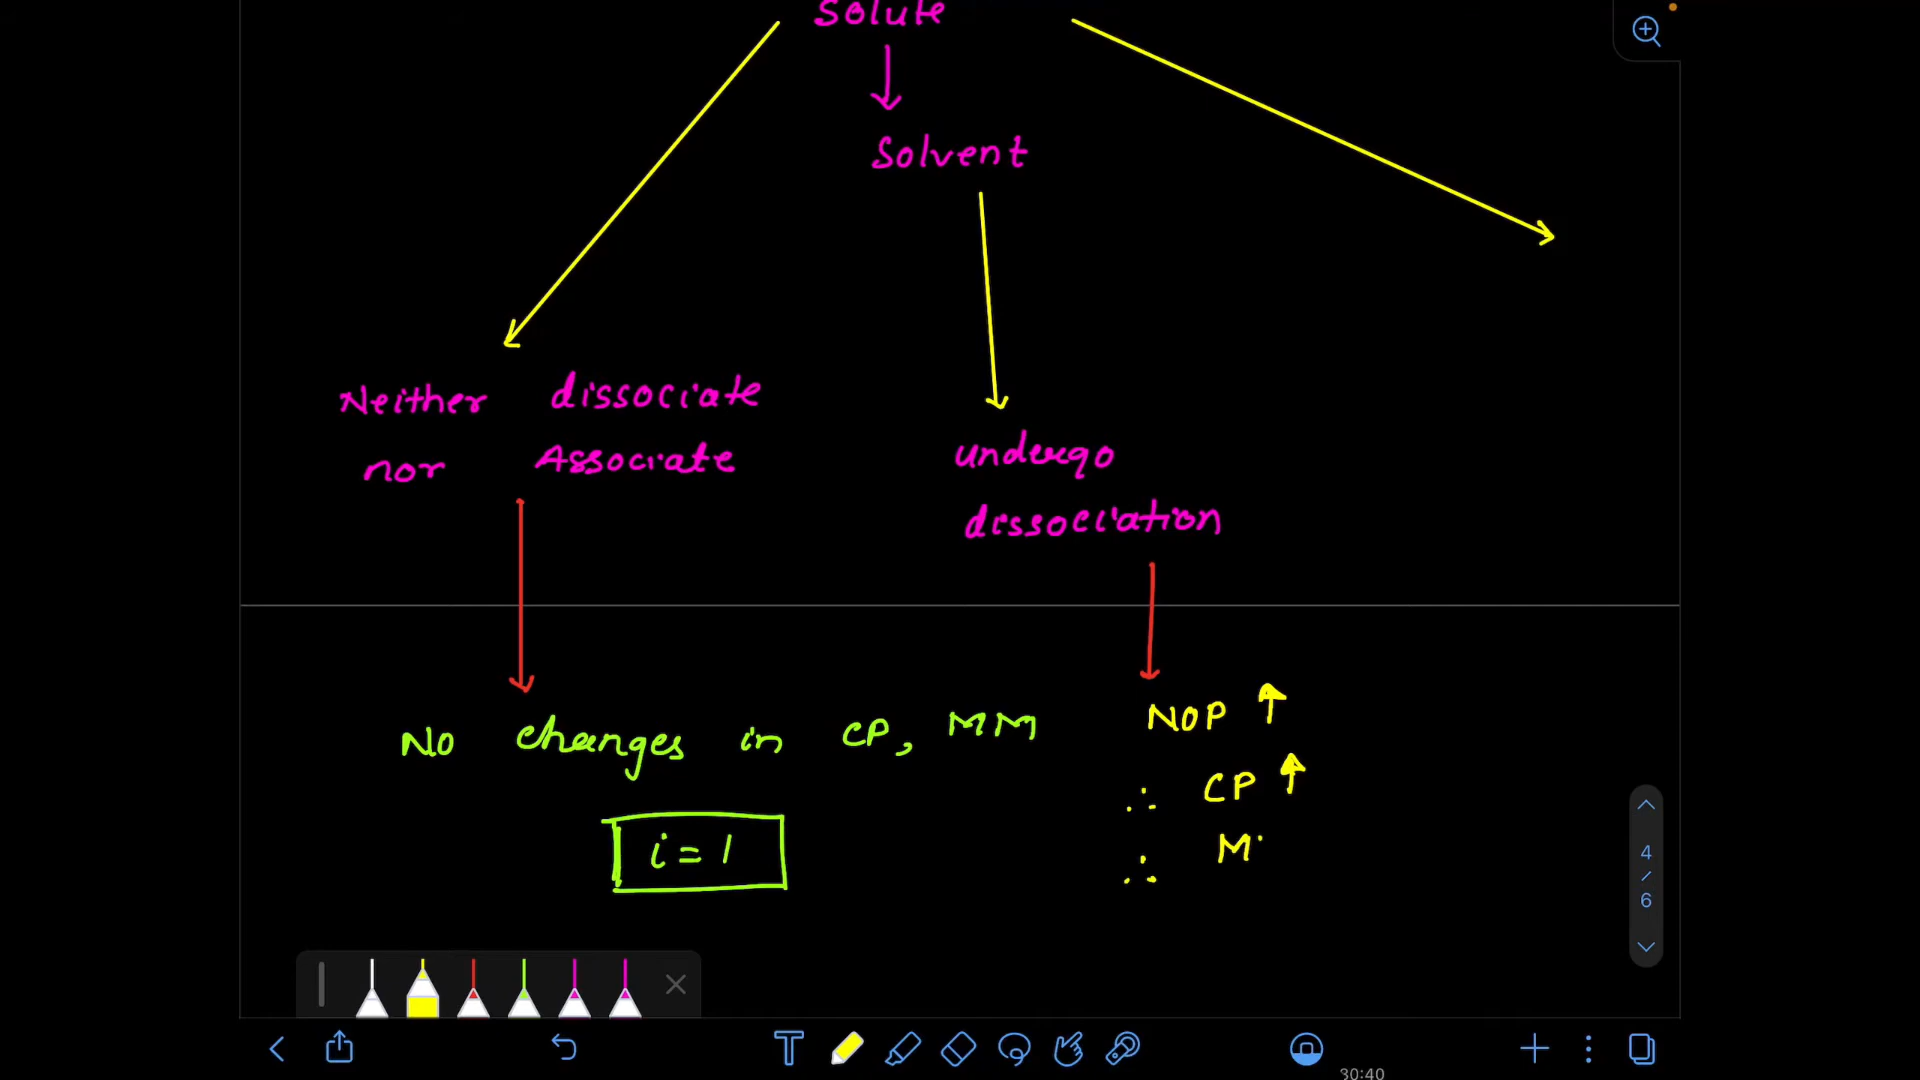 Solute
Solvent
Neither dissociate
nor Associate
undergo
dissociation
No changes in CP, MM
i = 1
NOP ↑
∴ CP ↑
∴ M
4
/
6
T
30:40